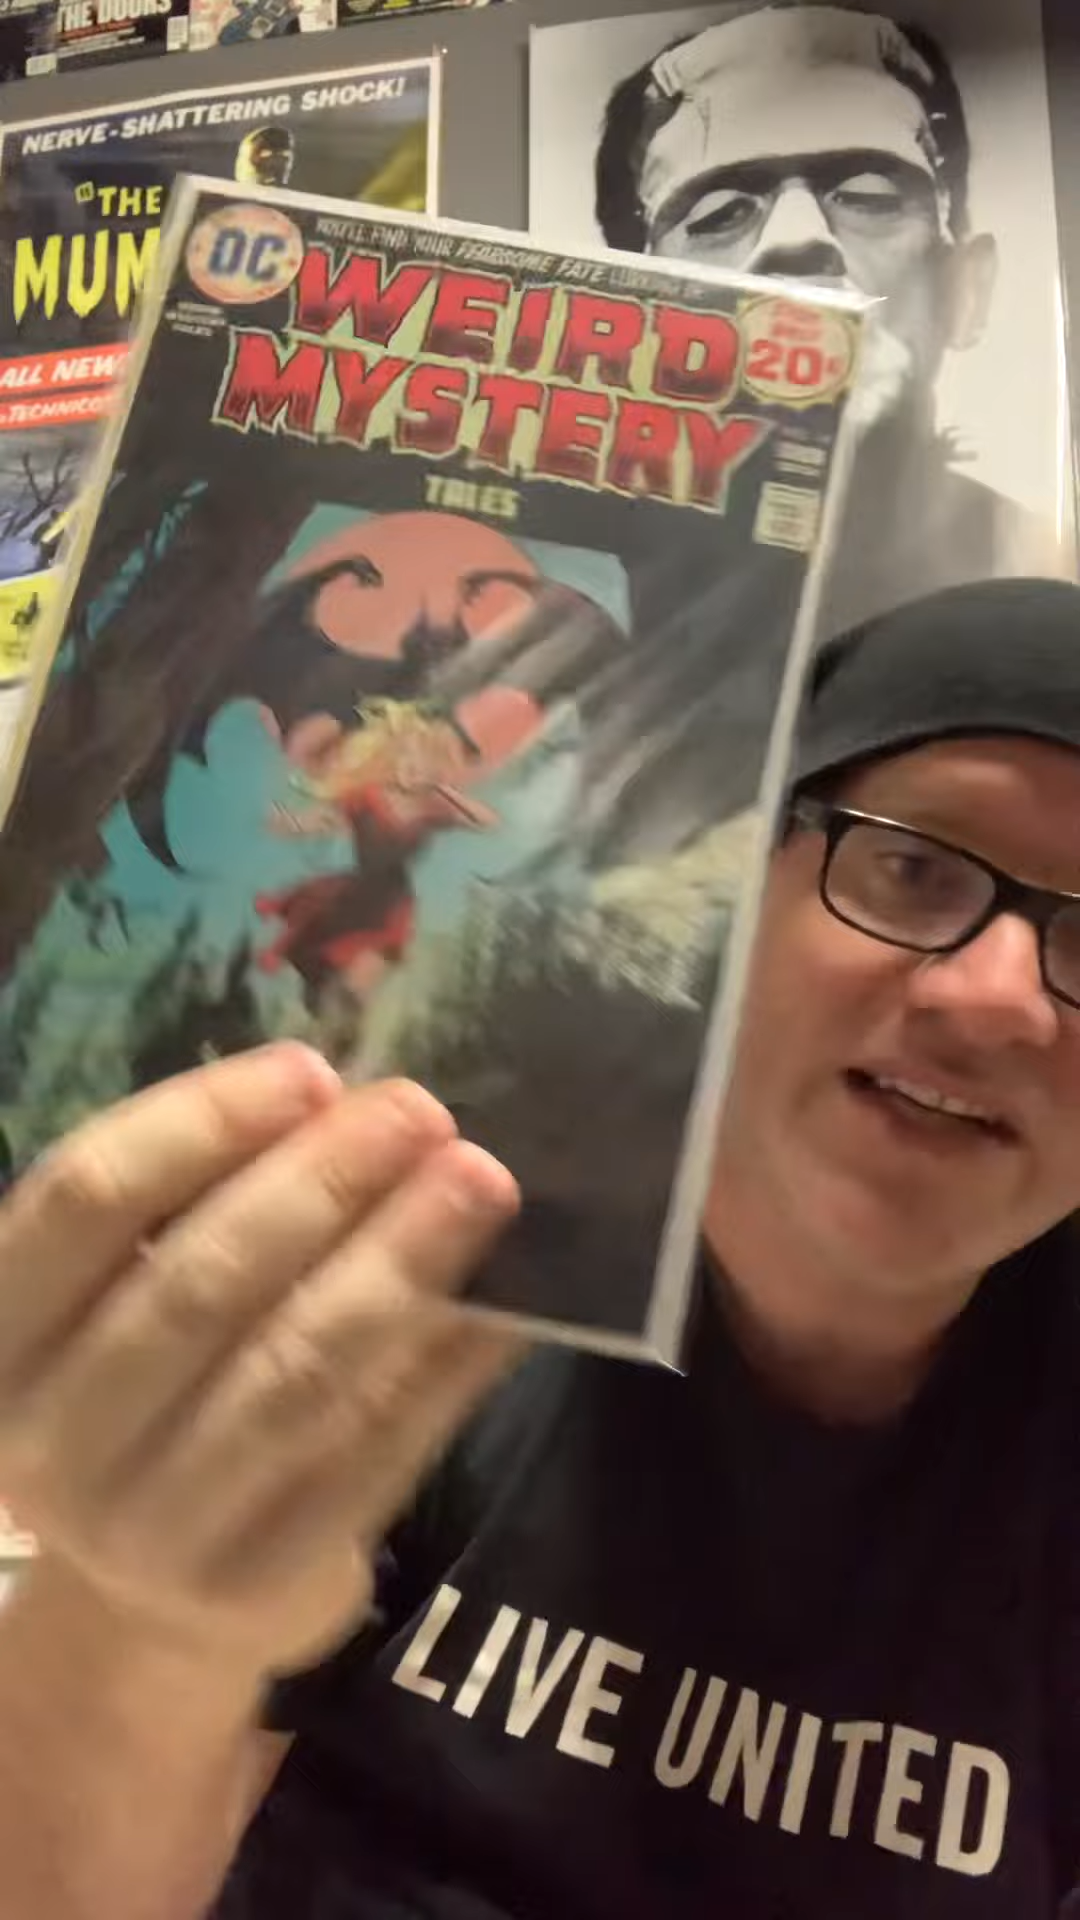 THE DOORS
NERVE-SHATTERING SHOCK!
"THE
MUM
ALL NEW
TECHNICO
DC
YOU'LL FIND YOUR FEARSOME FATE LURKING IN
WEIRD
MYSTERY
TALES
20¢
LIVE UNITED